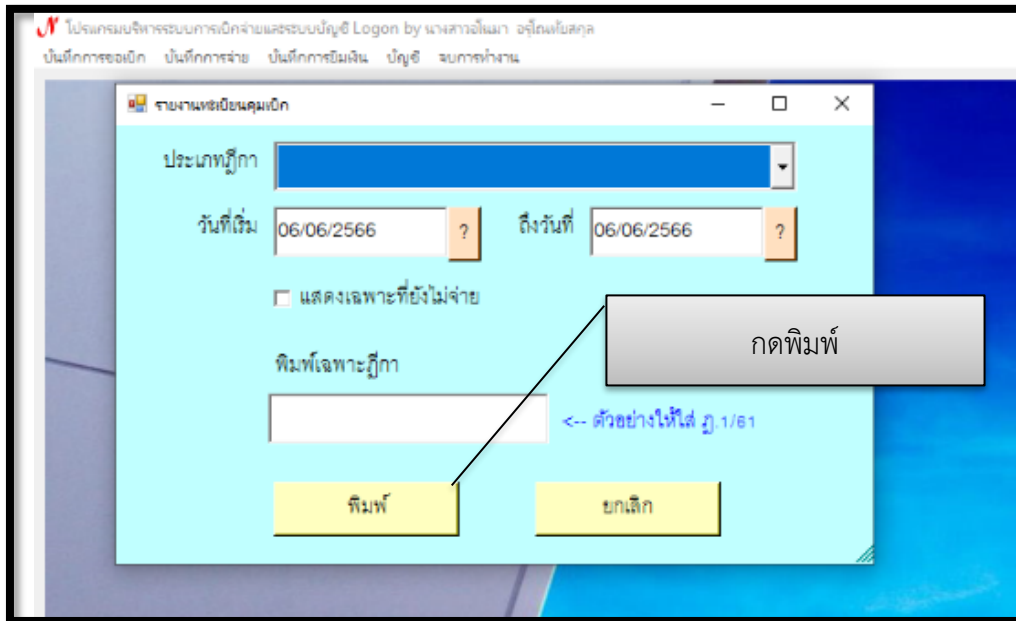 N โปรแกรมบริหารระบบการเบิกจ่ายและระบบบัญชี Logon by นางสาวอโนมา
บันทึกการขอเบิก บันทึกการจ่าย บันทึกการยืมเงิน บัญชี จบการทำงาน
รายงานทะเบียนคุมเบิก
ประเภทฎีกา
วันที่เริ่ม 06/06/2566 ? ถึงวันที่ 06/06/2566 ?
แสดงเฉพาะที่ยังไม่จ่าย
กดพิมพ์
พิมพ์เฉพาะฎีกา
<-- ตัวอย่างให้ใส่ ฎ.1/61
พิมพ์ ยกเลิก